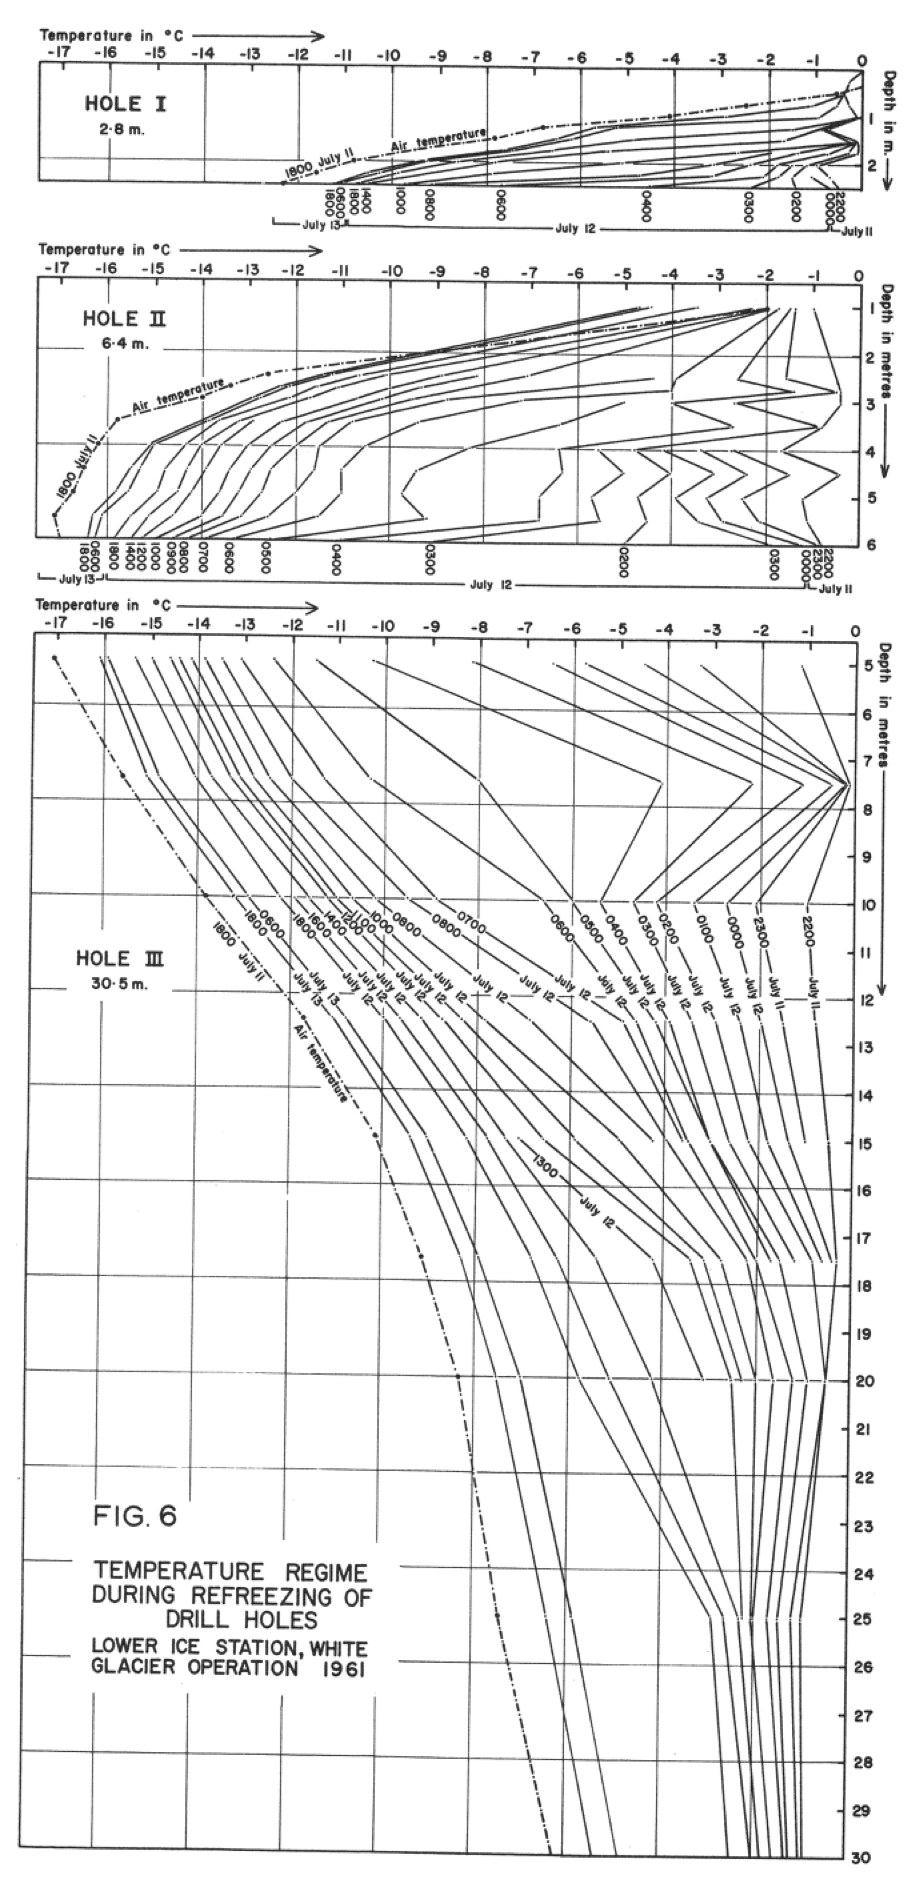 Temperature in °C
-17 -16 -15 -14 -13 -12 -11 -10 -9 -8 -7 -6 -5 -4 -3 -2 -1 0
HOLE I
2·8 m.
Air temperature
1800 July 11
Depth in m.
1
2
1800 0600 1800 1400 1000 0800 0600 0400 0300 0200 0000 2200
July 13 July 12 July 11
Temperature in °C
-17 -16 -15 -14 -13 -12 -11 -10 -9 -8 -7 -6 -5 -4 -3 -2 -1 0
HOLE II
6·4 m.
Air temperature
1800 July 11
Depth in metres
1
2
3
4
5
6
1800 0600 1800 1400 1200 1000 0900 0800 0700 0600 0500 0400 0300 0200 0300 0000 2300 2200
July 13 July 12 July 11
Temperature in °C
-17 -16 -15 -14 -13 -12 -11 -10 -9 -8 -7 -6 -5 -4 -3 -2 -1 0
Depth in metres
5
6
7
8
9
10
11
12
13
14
15
16
17
18
19
20
21
22
23
24
25
26
27
28
29
30
HOLE III
30·5 m.
1800 July 11
Air temperature
1800 July 13
0600 July 13
1800 July 12
1600 July 12
1400 July 12
1200 July 12
1100 July 12
1000 July 12
0800 July 12
0800 July 12
0700 July 12
0600 July 12
0500 July 12
0400 July 12
0300 July 12
0200 July 12
0100 July 12
0000 July 12
2300 July 11
2200 July 11
1300 July 12
FIG. 6
TEMPERATURE REGIME
DURING REFREEZING OF
DRILL HOLES
LOWER ICE STATION, WHITE
GLACIER OPERATION 1961